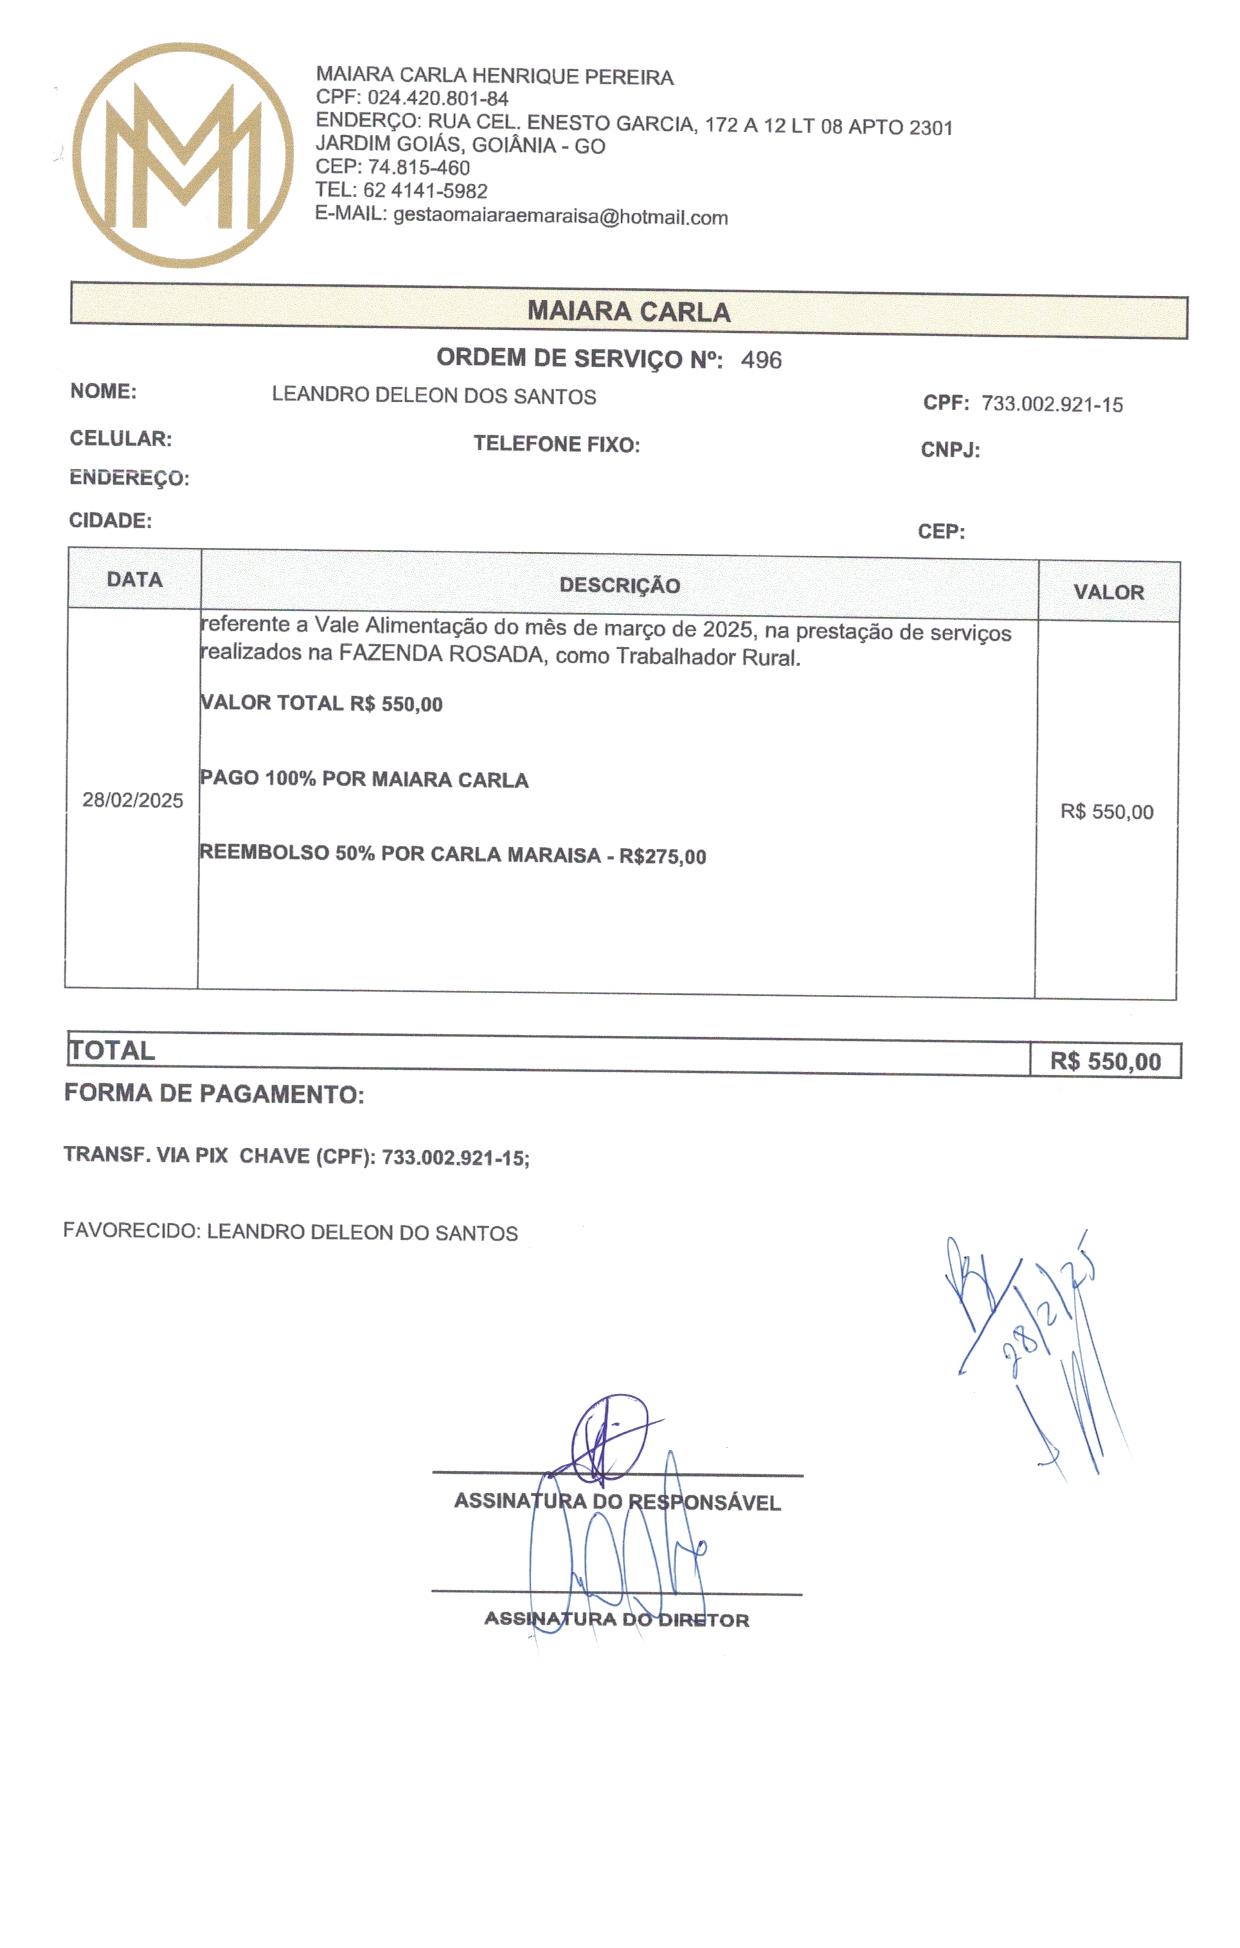 MAIARA CARLA HENRIQUE PEREIRA
CPF: 024.420.801-84
ENDERÇO: RUA CEL. ENESTO GARCIA, 172 A 12 LT 08 APTO 2301
JARDIM GOIÁS, GOIÂNIA - GO
CEP: 74.815-460
TEL: 62 4141-5982
E-MAIL: gestaomaiaraemaraisa@hotmail.com
MAIARA CARLA
ORDEM DE SERVIÇO Nº: 496
NOME: LEANDRO DELEON DOS SANTOS CPF: 733.002.921-15
CELULAR: TELEFONE FIXO: CNPJ:
ENDEREÇO:
CIDADE: CEP:
DATA DESCRIÇÃO VALOR
referente a Vale Alimentação do mês de março de 2025, na prestação de serviços
realizados na FAZENDA ROSADA, como Trabalhador Rural.
VALOR TOTAL R$ 550,00
PAGO 100% POR MAIARA CARLA
28/02/2025 R$ 550,00
REEMBOLSO 50% POR CARLA MARAISA - R$275,00
TOTAL R$ 550,00
FORMA DE PAGAMENTO:
TRANSF. VIA PIX CHAVE (CPF): 733.002.921-15;
FAVORECIDO: LEANDRO DELEON DO SANTOS
28/2/25
ASSINATURA DO RESPONSÁVEL
ASSINATURA DO DIRETOR